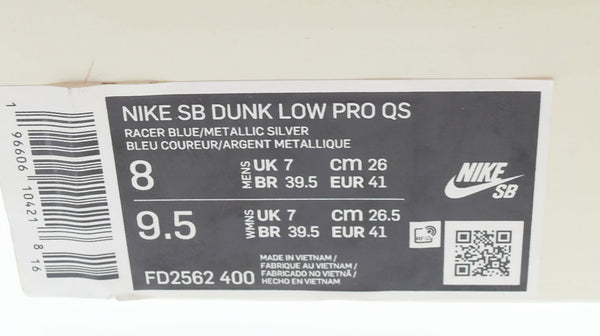 NIKE SB DUNK LOW PRO QS
RACER BLUE/METALLIC SILVER
BLEU COUREUR/ARGENT METALLIQUE
8 MENS UK 7 CM 26
BR 39.5 EUR 41
9.5 WMNS UK 7 CM 26.5
BR 39.5 EUR 41
FD2562 400
MADE IN VIETNAM /
FABRIQUE AU VIETNAM /
FABRICADO NO VIETNÃ /
HECHO EN VIETNAM
NIKE
SB
1 96606 10421 8 16